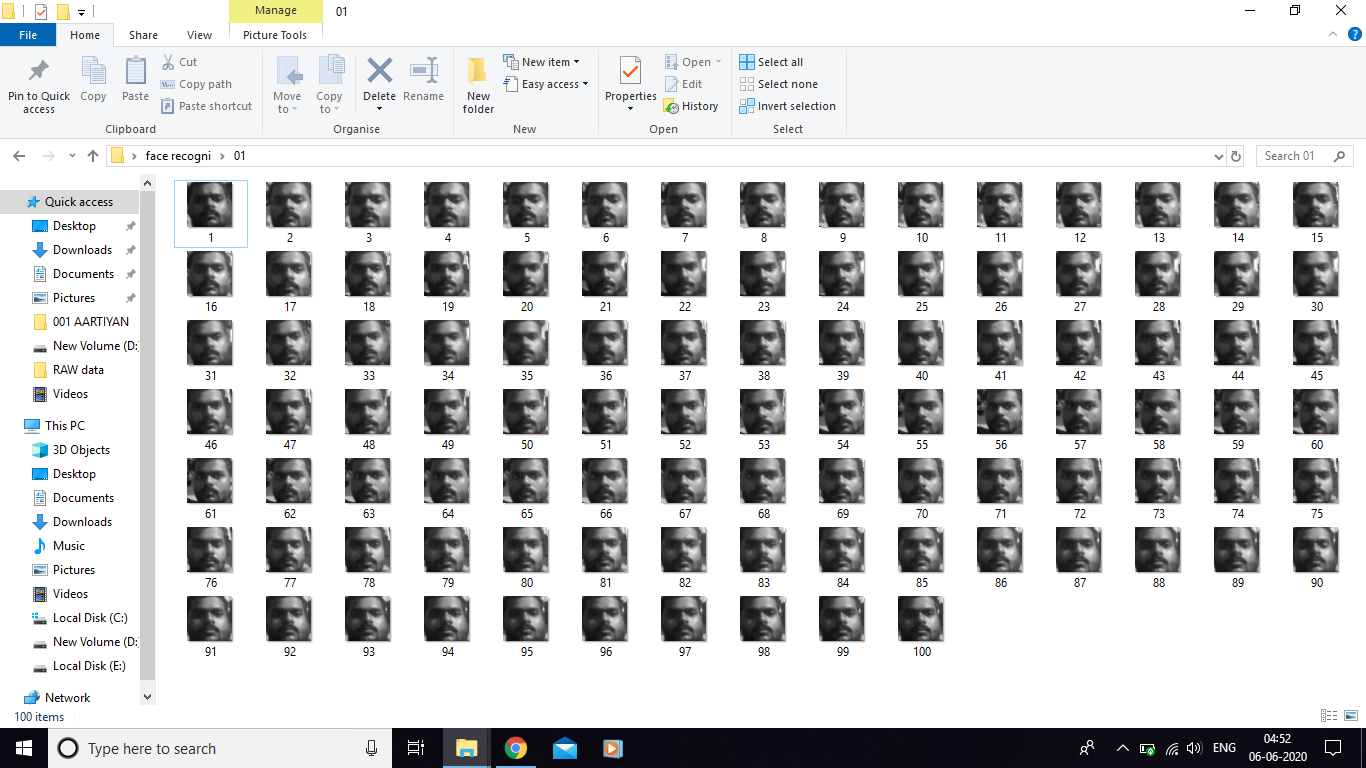 Manage
01
File
Home
Share
View
Picture Tools
Pin to Quick access
Copy
Paste
Cut
Copy path
Paste shortcut
Clipboard
Move to
Copy to
Delete
Rename
Organise
New folder
New item
Easy access
New
Properties
Open
Edit
History
Open
Select all
Select none
Invert selection
Select
face recogni > 01
Search 01
Quick access
Desktop
Downloads
Documents
Pictures
001 AARTIYAN
New Volume (D:
RAW data
Videos
This PC
3D Objects
Desktop
Documents
Downloads
Music
Pictures
Videos
Local Disk (C:)
New Volume (D:
Local Disk (E:)
Network
1 2 3 4 5 6 7 8 9 10 11 12 13 14 15
16 17 18 19 20 21 22 23 24 25 26 27 28 29 30
31 32 33 34 35 36 37 38 39 40 41 42 43 44 45
46 47 48 49 50 51 52 53 54 55 56 57 58 59 60
61 62 63 64 65 66 67 68 69 70 71 72 73 74 75
76 77 78 79 80 81 82 83 84 85 86 87 88 89 90
91 92 93 94 95 96 97 98 99 100
100 items
Type here to search
ENG
04:52
06-06-2020